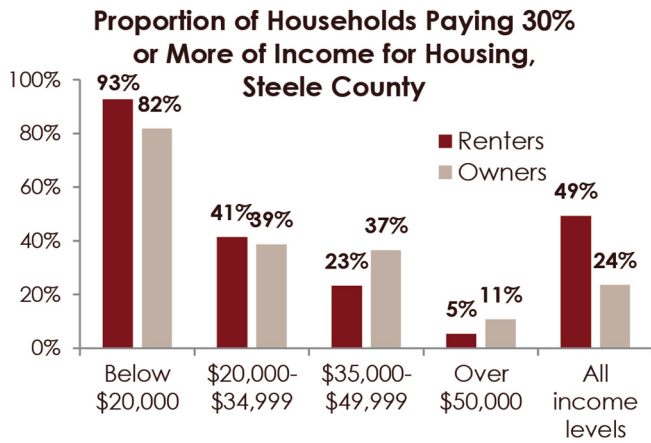 Proportion of Households Paying 30%
or More of Income for Housing,
Steele County
100%
80%
60%
40%
20%
0%
93%
82%
41%
39%
23%
37%
5%
11%
49%
24%
Renters
Owners
Below
$20,000
$20,000-
$34,999
$35,000-
$49,999
Over
$50,000
All
income
levels